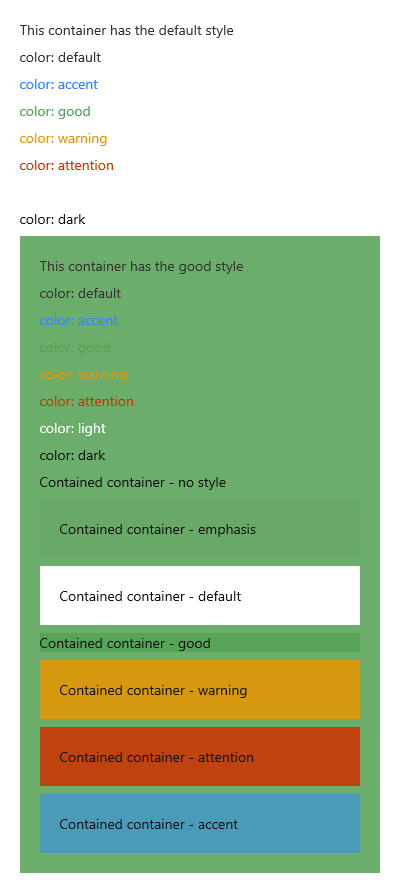 This container has the default style
color: default
color: accent
color: good
color: warning
color: attention
color: dark
This container has the good style
color: default
color: accent
color: good
color: warning
color: attention
color: light
color: dark
Contained container - no style
Contained container - emphasis
Contained container - default
Contained container - good
Contained container - warning
Contained container - attention
Contained container - accent